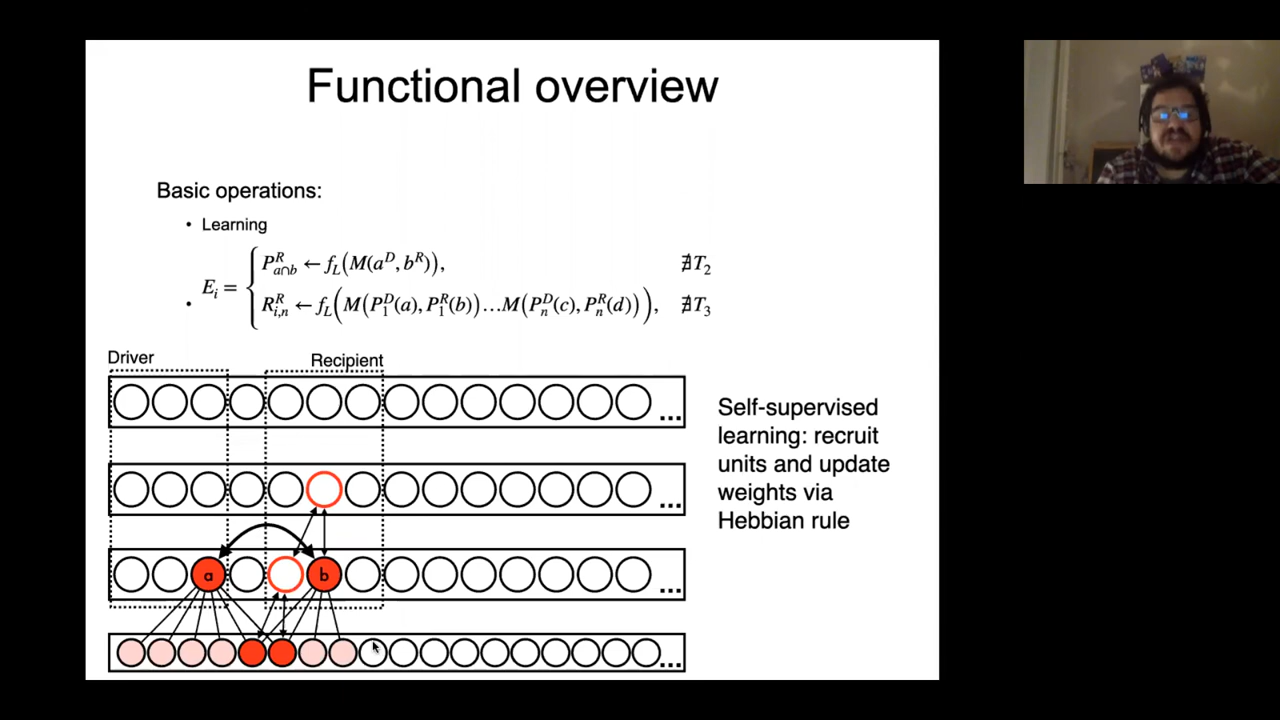 Functional overview
Basic operations:
• Learning
• E_i = { P^R_{a∩b} ← f_L(M(a^D, b^R)), ∄T_2
R^R_{i,n} ← f_L(M(P^D_1(a), P^R_1(b))…M(P^D_n(c), P^R_n(d))), ∄T_3
Driver
Recipient
...
...
a
b
...
...
Self-supervised
learning: recruit
units and update
weights via
Hebbian rule